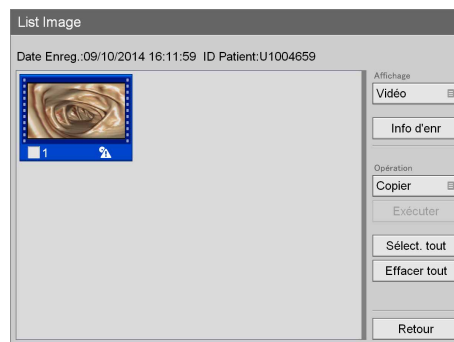 List Image
Date Enreg.:09/10/2014 16:11:59 ID Patient:U1004659
1
Affichage
Vidéo
Info d'enr
Opération
Copier
Exécuter
Sélect. tout
Effacer tout
Retour